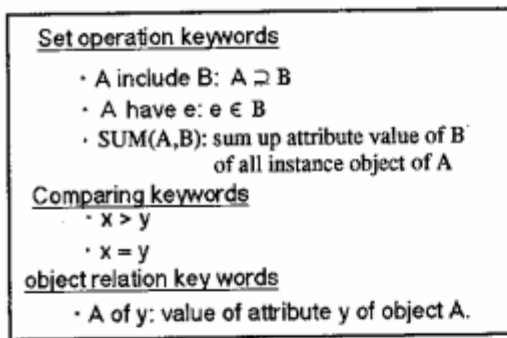 Set operation keywords
· A include B: A ⊇ B
· A have e: e ∈ B
· SUM(A,B): sum up attribute value of B
of all instance object of A
Comparing keywords
· x > y
· x = y
object relation key words
· A of y: value of attribute y of object A.